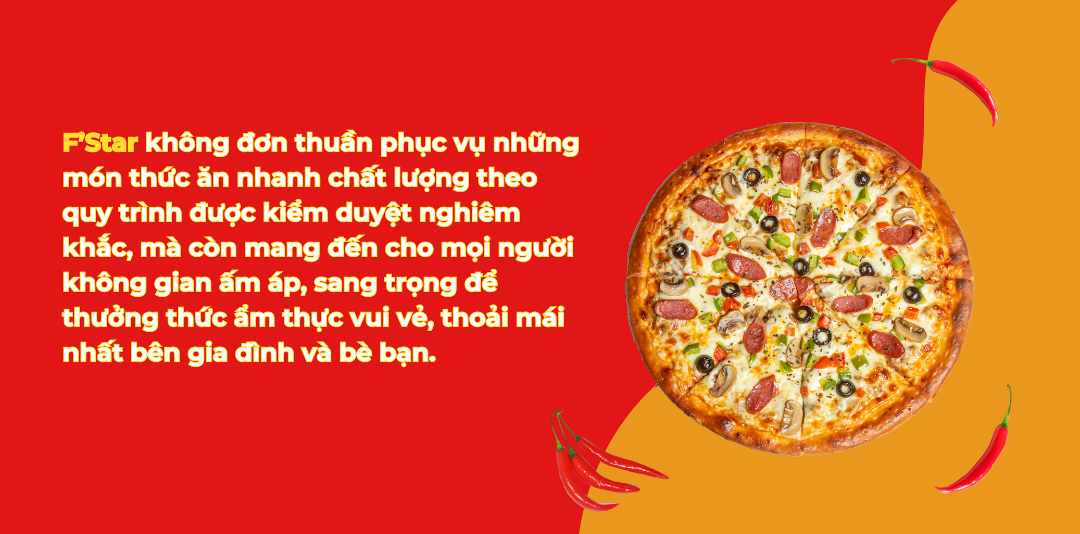 F'Star không đơn thuần phục vụ những
món thức ăn nhanh chất lượng theo
quy trình được kiểm duyệt nghiêm
khắc, mà còn mang đến cho mọi người
không gian ấm áp, sang trọng để
thưởng thức ẩm thực vui vẻ, thoải mái
nhất bên gia đình và bè bạn.